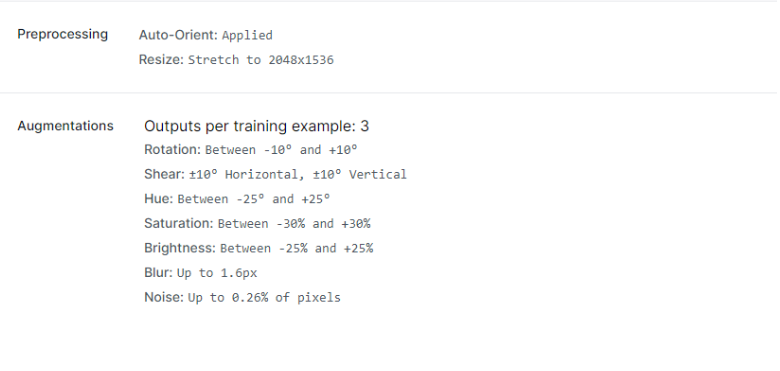 Preprocessing Auto-Orient: Applied
Resize: Stretch to 2048x1536
Augmentations Outputs per training example: 3
Rotation: Between -10° and +10°
Shear: ±10° Horizontal, ±10° Vertical
Hue: Between -25° and +25°
Saturation: Between -30% and +30%
Brightness: Between -25% and +25%
Blur: Up to 1.6px
Noise: Up to 0.26% of pixels